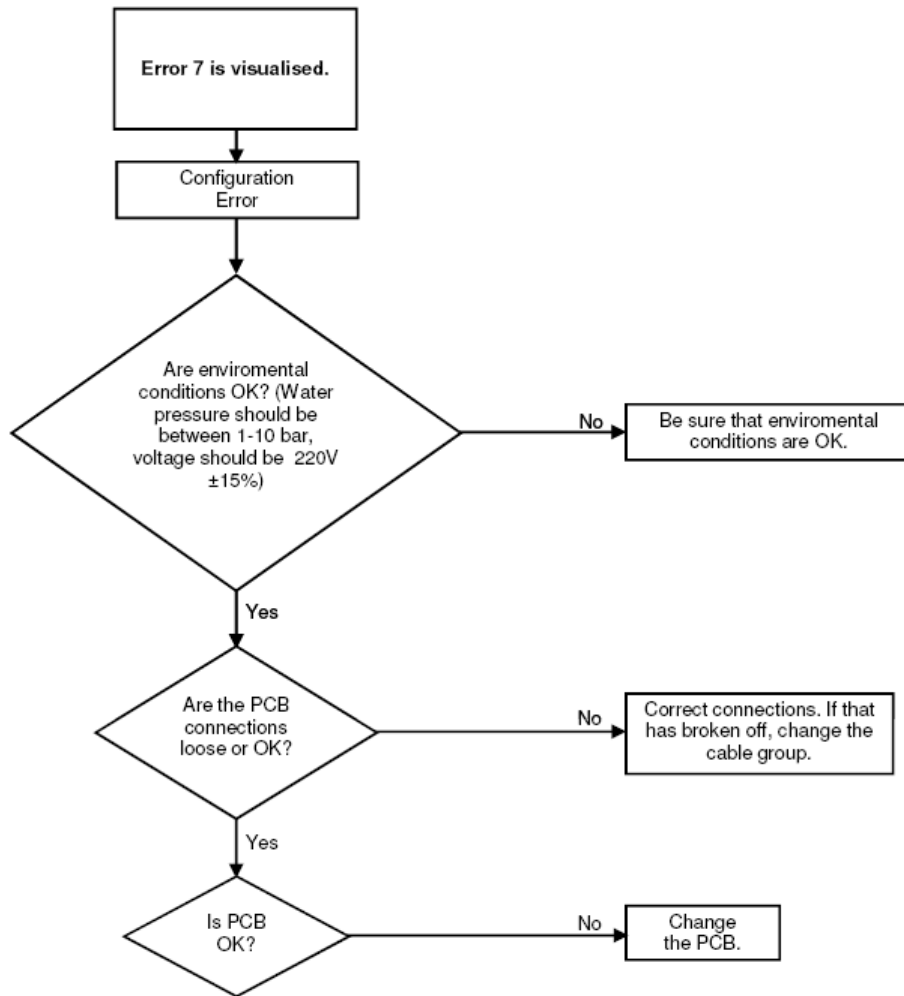 Error 7 is visualised.
Configuration
Error
Are enviromental
conditions OK? (Water
pressure should be
between 1-10 bar,
voltage should be 220V
±15%)
No
Be sure that enviromental
conditions are OK.
Yes
Are the PCB
connections
loose or OK?
No
Correct connections. If that
has broken off, change the
cable group.
Yes
Is PCB
OK?
No
Change
the PCB.